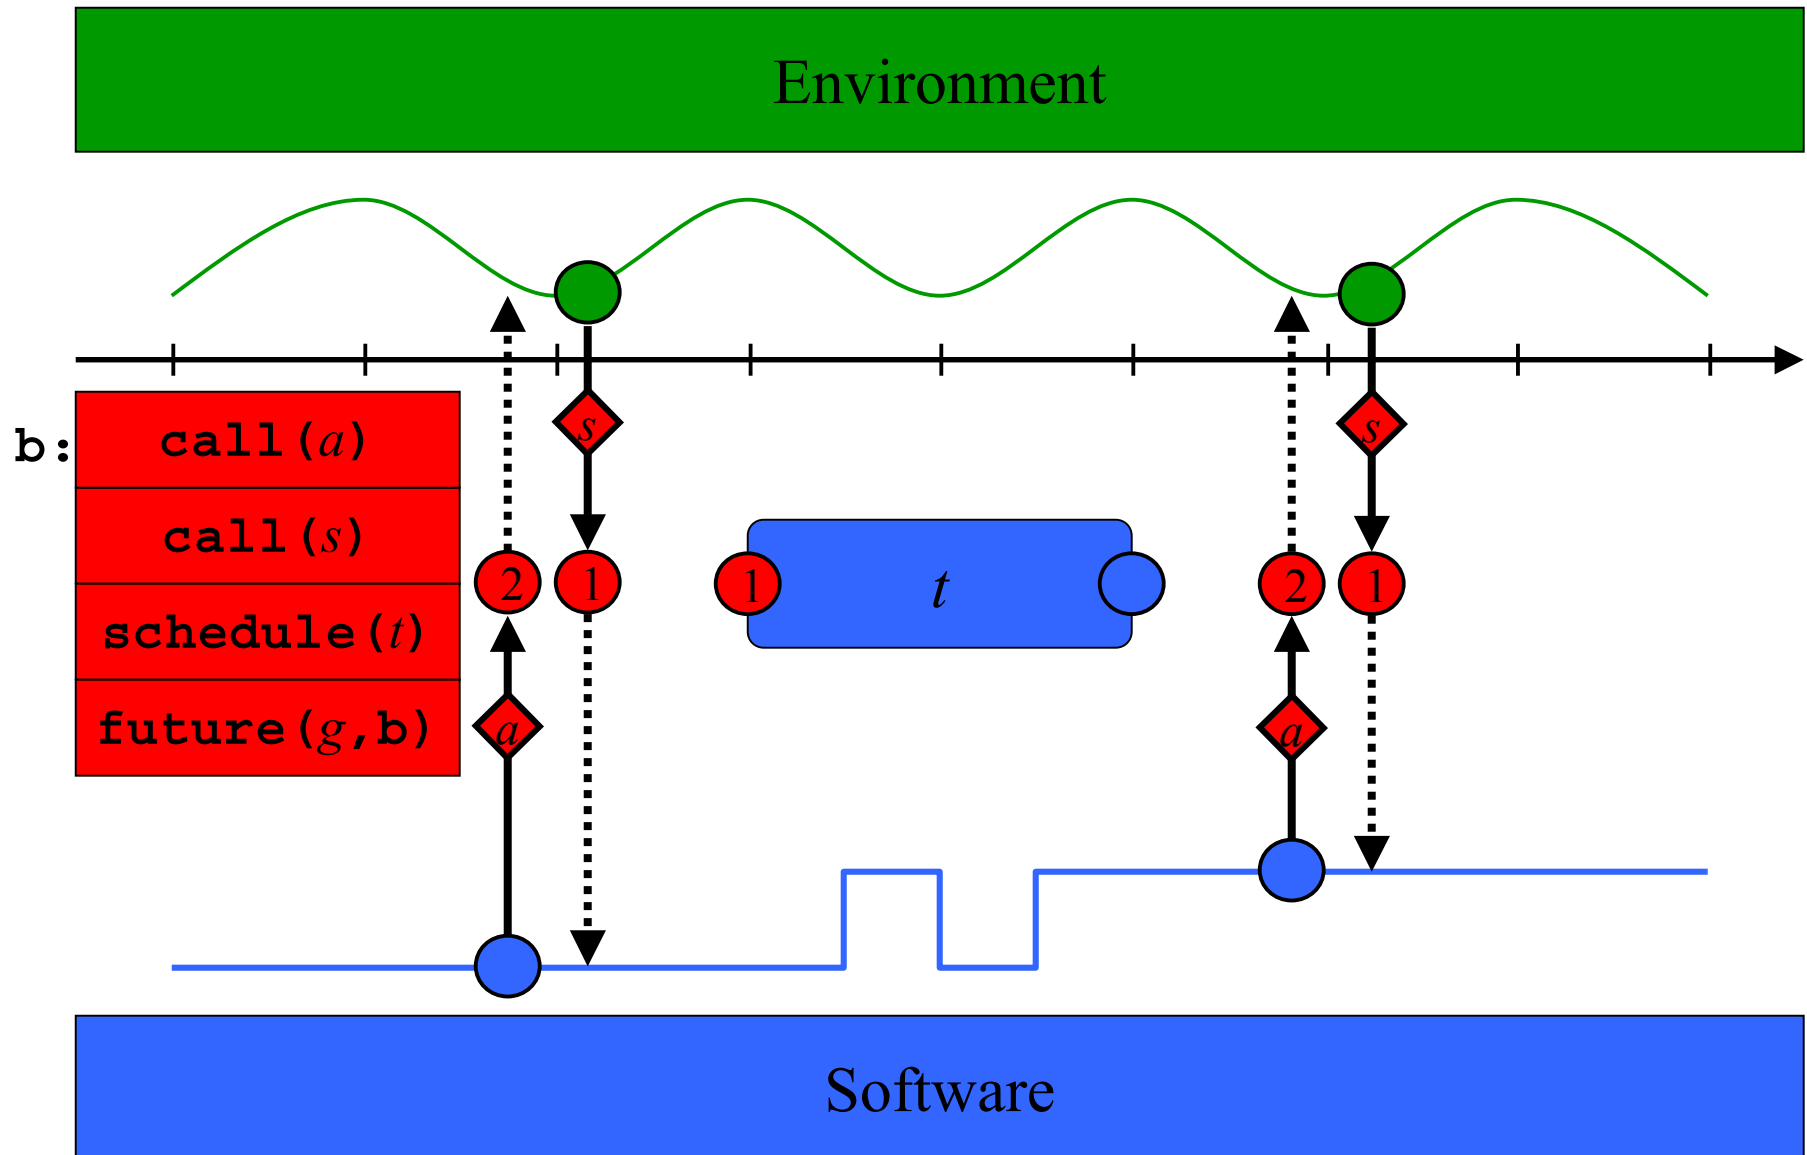 Environment
b:
call(a)
call(s)
schedule(t)
future(g,b)
s
s
2
1
1
t
2
1
a
a
Software